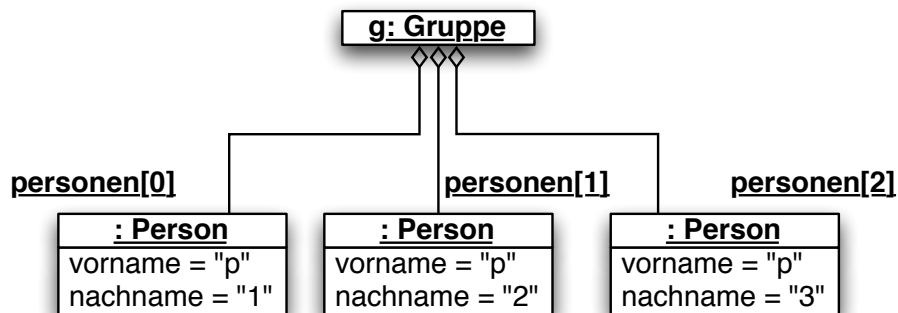 g: Gruppe
personen[0]
personen[1]
personen[2]
: Person
vorname = "p"
nachname = "1"
: Person
vorname = "p"
nachname = "2"
: Person
vorname = "p"
nachname = "3"